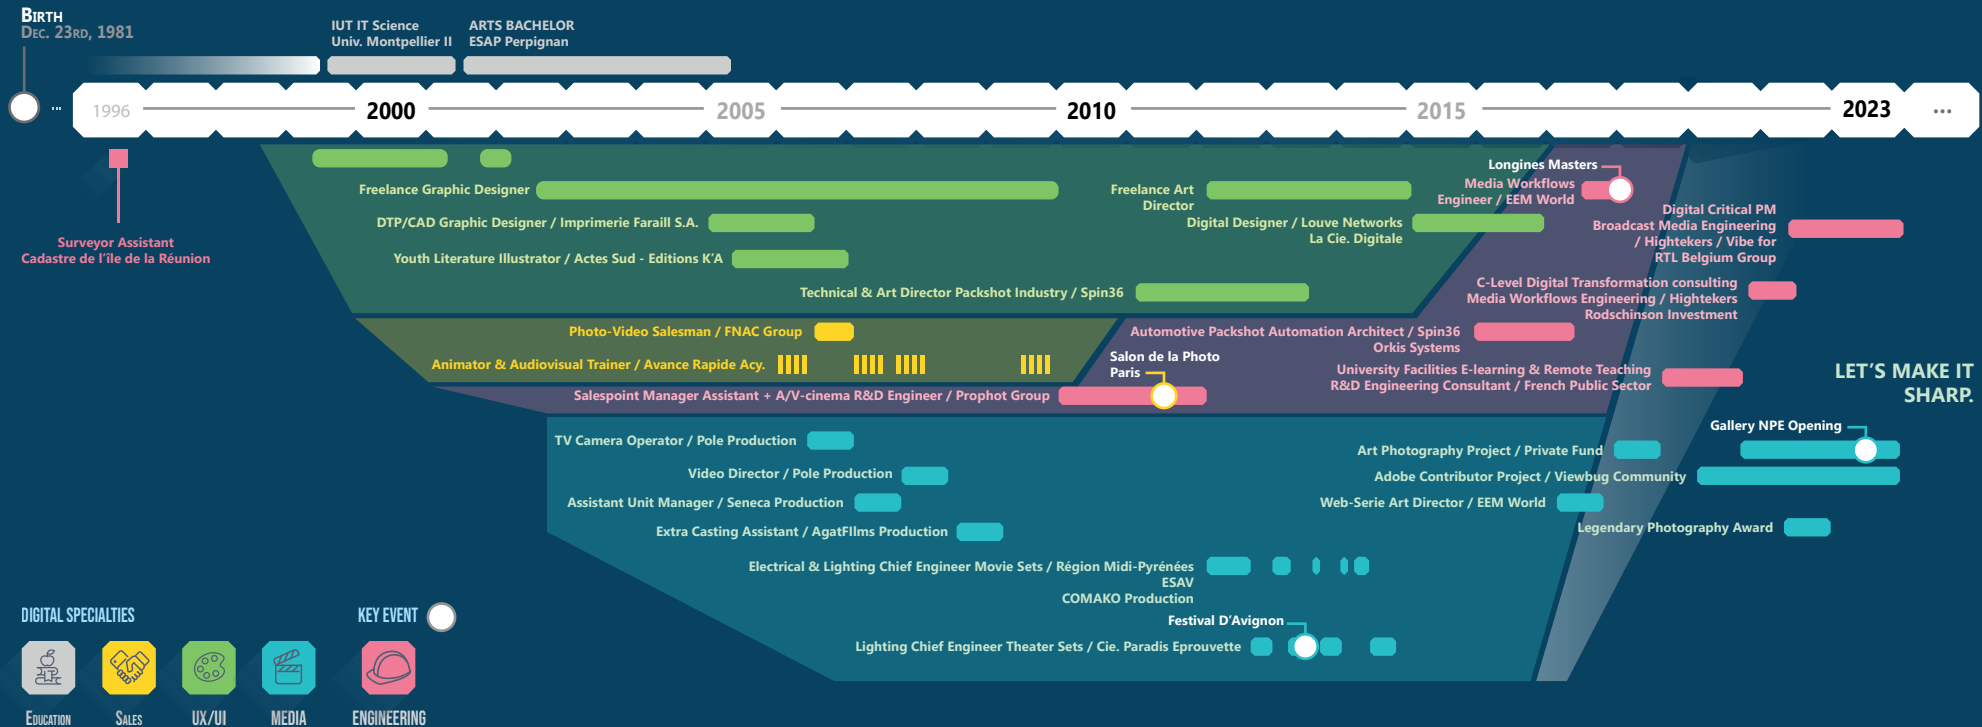 BIRTH
DEC. 23RD, 1981
IUT IT Science
Univ. Montpellier II
ARTS BACHELOR
ESAP Perpignan
...
1996
2000
2005
2010
2015
2023
...
Longines Masters
Freelance Graphic Designer
Freelance Art
Director
Media Workflows
Engineer / EEM World
DTP/CAD Graphic Designer / Imprimerie Faraill S.A.
Digital Designer / Louve Networks
La Cie. Digitale
Digital Critical PM
Broadcast Media Engineering
/ Hightekers / Vibe for
RTL Belgium Group
Surveyor Assistant
Cadastre de l'île de la Réunion
Youth Literature Illustrator / Actes Sud - Editions K'A
Technical & Art Director Packshot Industry / Spin36
C-Level Digital Transformation consulting
Media Workflows Engineering / Hightekers
Rodschinson Investment
Photo-Video Salesman / FNAC Group
Automotive Packshot Automation Architect / Spin36
Orkis Systems
Animator & Audiovisual Trainer / Avance Rapide Acy.
Salon de la Photo
Paris
University Facilities E-learning & Remote Teaching
R&D Engineering Consultant / French Public Sector
LET'S MAKE IT
SHARP.
Salespoint Manager Assistant + A/V-cinema R&D Engineer / Prophot Group
Gallery NPE Opening
TV Camera Operator / Pole Production
Art Photography Project / Private Fund
Video Director / Pole Production
Adobe Contributor Project / Viewbug Community
Assistant Unit Manager / Seneca Production
Web-Serie Art Director / EEM World
Extra Casting Assistant / AgatFIlms Production
Legendary Photography Award
Electrical & Lighting Chief Engineer Movie Sets / Région Midi-Pyrénées
ESAV
COMAKO Production
Festival D'Avignon
Lighting Chief Engineer Theater Sets / Cie. Paradis Eprouvette
DIGITAL SPECIALTIES
KEY EVENT
EDUCATION
SALES
UX/UI
MEDIA
ENGINEERING